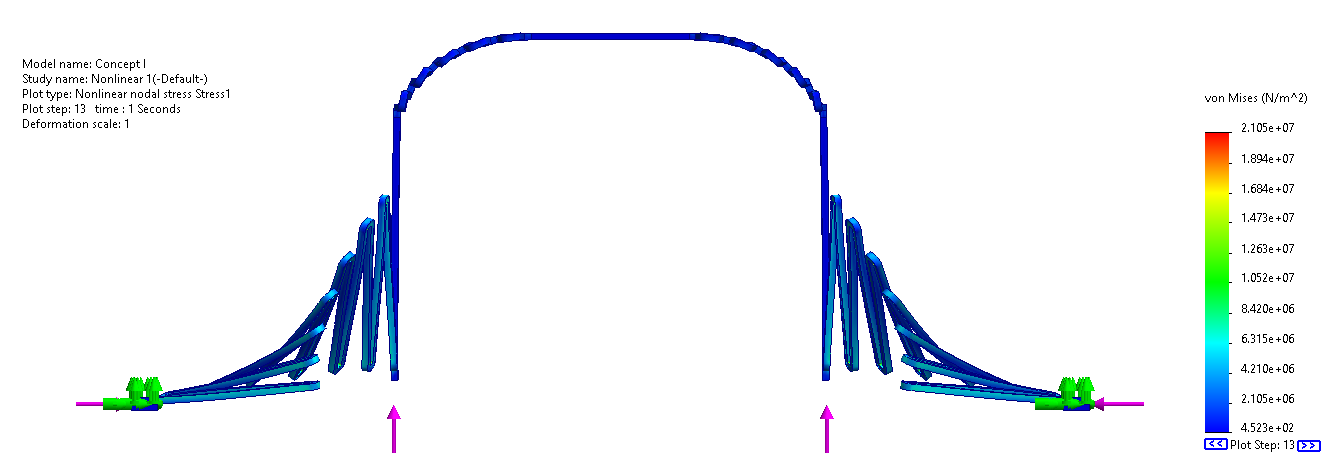 Model name: Concept I
Study name: Nonlinear 1(-Default-)
Plot type: Nonlinear nodal stress Stress1
Plot step: 13 time : 1 Seconds
Deformation scale: 1
von Mises (N/m^2)
2.105e+07
1.894e+07
1.684e+07
1.473e+07
1.263e+07
1.052e+07
8.420e+06
6.315e+06
4.210e+06
2.105e+06
4.523e+02
<< Plot Step: 13 >>